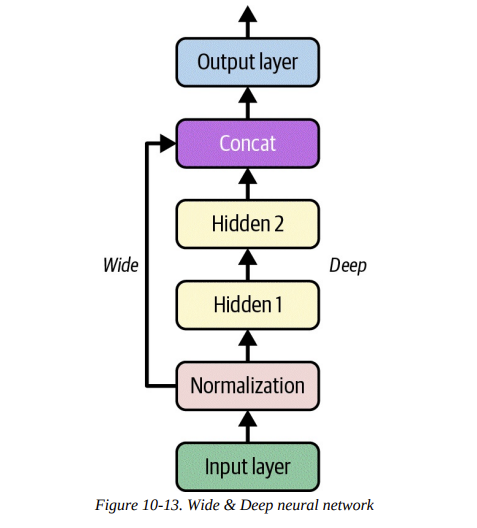 Output layer
Concat
Hidden 2
Wide
Deep
Hidden 1
Normalization
Input layer
Figure 10-13. Wide & Deep neural network